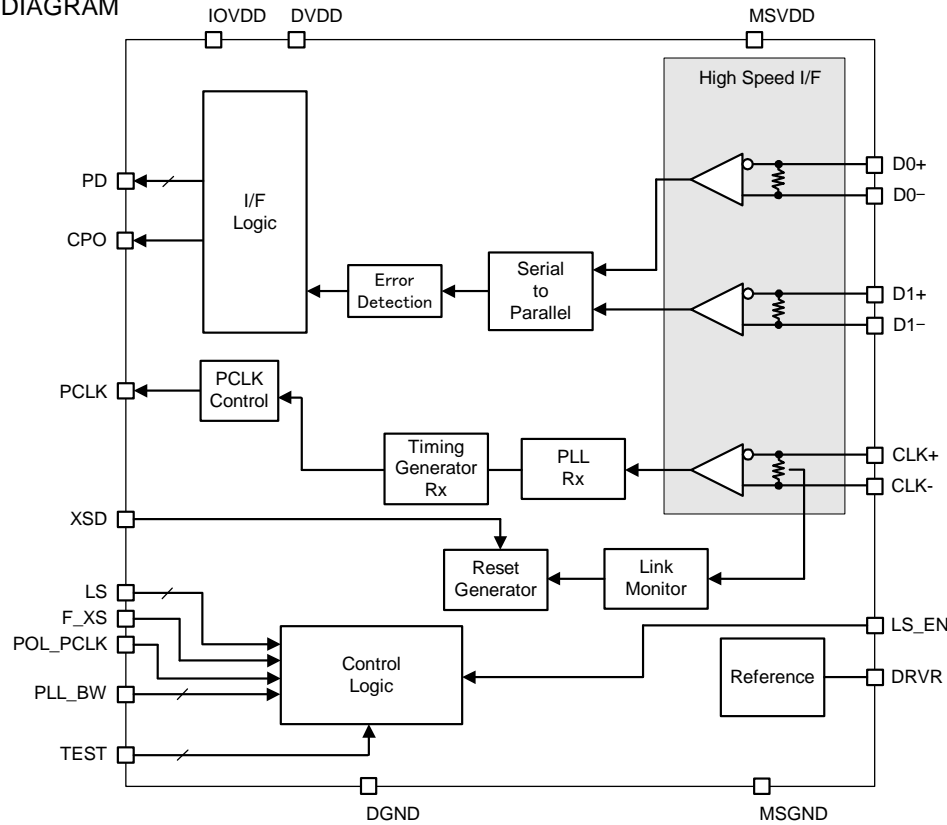 DIAGRAM
IOVDD
DVDD
MSVDD
High Speed I/F
PD
CPO
I/F
Logic
Error
Detection
Serial
to
Parallel
D0+
D0−
D1+
D1−
PCLK
PCLK
Control
Timing
Generator
Rx
PLL
Rx
CLK+
CLK-
XSD
Reset
Generator
Link
Monitor
LS
F_XS
POL_PCLK
PLL_BW
TEST
Control
Logic
LS_EN
Reference
DRVR
DGND
MSGND